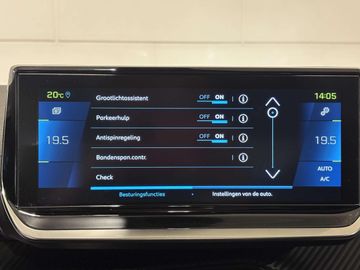 20°C
14:05
Grootlichtassistent OFF ON
Parkeerhulp OFF ON
Antispinregeling OFF ON
Bandenspan.contr.
Check
19.5
19.5
AUTO
A/C
Besturingsfuncties
Instellingen van de auto.